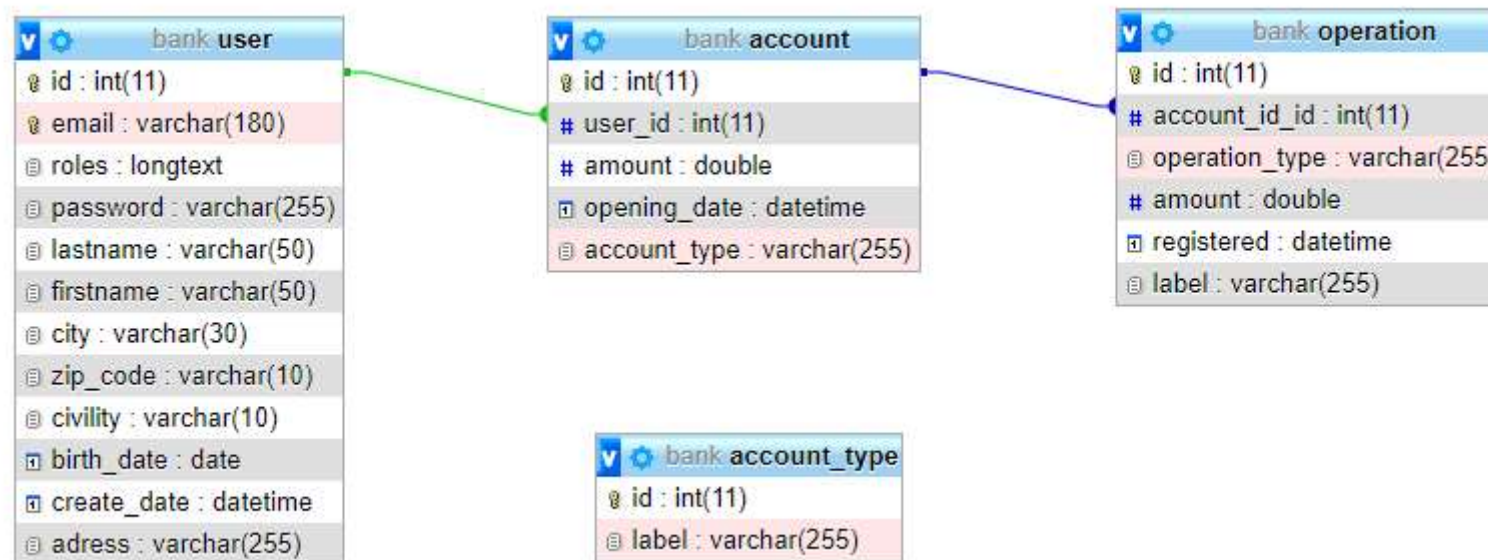 bank user
id : int(11)
email : varchar(180)
roles : longtext
password : varchar(255)
lastname : varchar(50)
firstname : varchar(50)
city : varchar(30)
zip_code : varchar(10)
civility : varchar(10)
birth_date : date
create_date : datetime
adress : varchar(255)
bank account
id : int(11)
user_id : int(11)
amount : double
opening_date : datetime
account_type : varchar(255)
bank operation
id : int(11)
account_id_id : int(11)
operation_type : varchar(255
amount : double
registered : datetime
label : varchar(255)
bank account_type
id : int(11)
label : varchar(255)